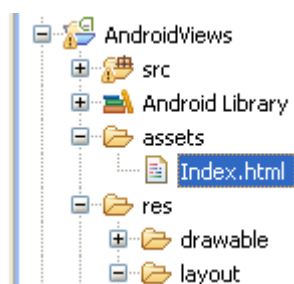 AndroidViews
src
Android Library
assets
Index.html
res
drawable
layout